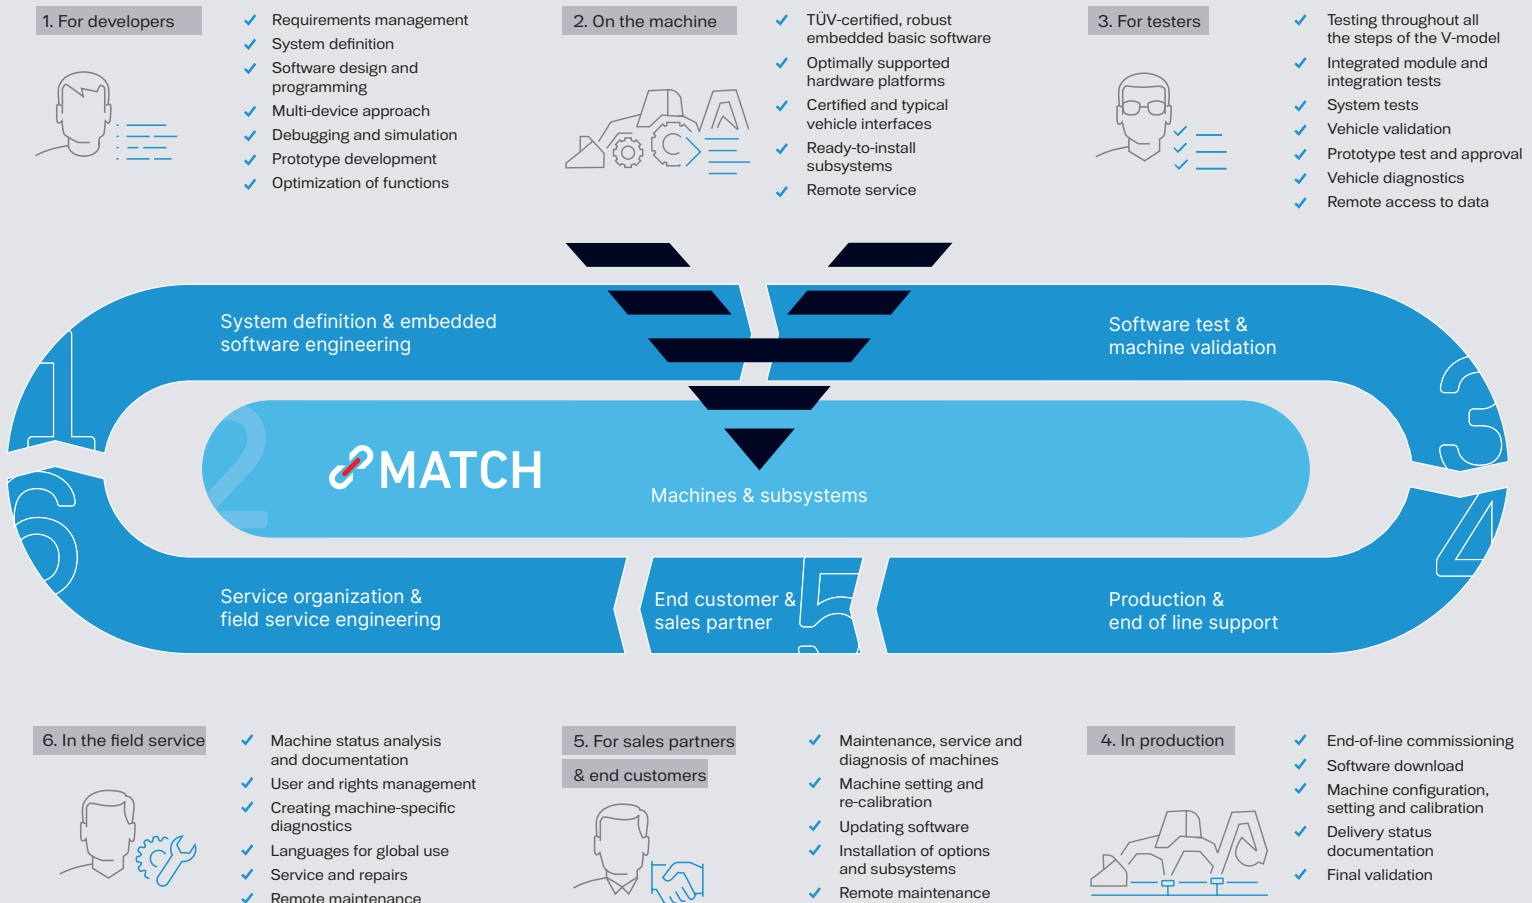 1. For developers
Requirements management
System definition
Software design and
programming
Multi-device approach
Debugging and simulation
Prototype development
Optimization of functions
2. On the machine
TÜV-certified, robust
embedded basic software
Optimally supported
hardware platforms
Certified and typical
vehicle interfaces
Ready-to-install
subsystems
Remote service
3. For testers
Testing throughout all
the steps of the V-model
Integrated module and
integration tests
System tests
Vehicle validation
Prototype test and approval
Vehicle diagnostics
Remote access to data
1
System definition & embedded
software engineering
Software test &
machine validation
3
2
MATCH
Machines & subsystems
6
Service organization &
field service engineering
End customer &
sales partner
5
Production &
end of line support
4
6. In the field service
Machine status analysis
and documentation
User and rights management
Creating machine-specific
diagnostics
Languages for global use
Service and repairs
Remote maintenance
5. For sales partners
& end customers
Maintenance, service and
diagnosis of machines
Machine setting and
re-calibration
Updating software
Installation of options
and subsystems
Remote maintenance
4. In production
End-of-line commissioning
Software download
Machine configuration,
setting and calibration
Delivery status
documentation
Final validation